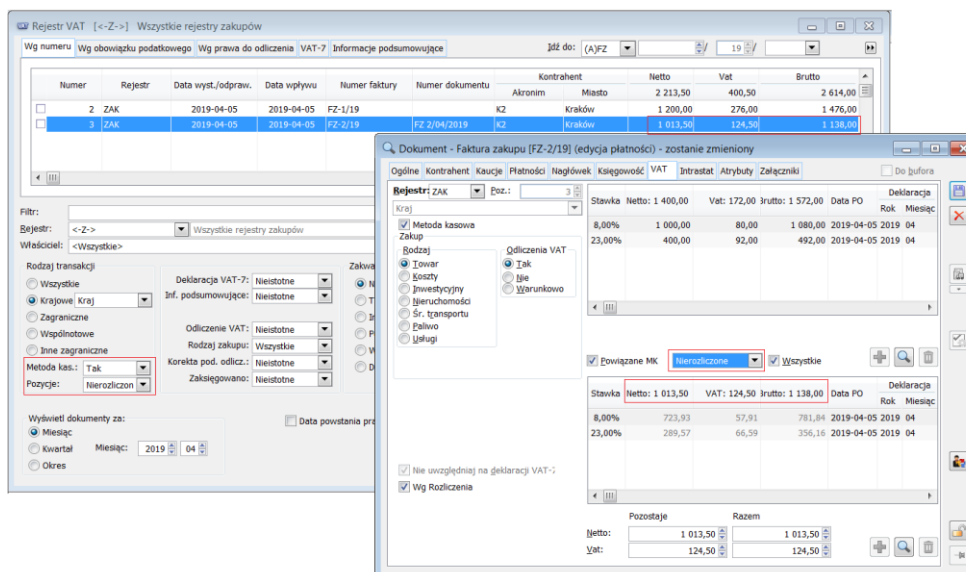 Rejestr VAT [<-Z->] Wszystkie rejestry zakupów
Wg numeru Wg obowiązku podatkowego Wg prawa do odliczenia VAT-7 Informacje podsumowujące Idź do: (A)FZ / 19 /
Numer Rejestr Data wyst./odpraw. Data wpływu Numer faktury Numer dokumentu Kontrahent Netto Vat Brutto
Akronim Miasto 2 213,50 400,50 2 614,00
2 ZAK 2019-04-05 2019-04-05 FZ-1/19 K2 Kraków 1 200,00 276,00 1 476,00
3 ZAK 2019-04-05 2019-04-05 FZ-2/19 FZ 2/04/2019 K2 Kraków 1 013,50 124,50 1 138,00
Filtr:
Rejestr: <-Z-> Wszystkie rejestry zakupów
Właściciel: <Wszystkie>
Rodzaj transakcji
Wszystkie
Krajowe Kraj
Zagraniczne
Wspólnotowe
Inne zagraniczne
Metoda kas.: Tak
Pozycje: Nierozliczon
Deklaracja VAT-7: Nieistotne
Inf. podsumowujące: Nieistotne
Odliczenie VAT: Nieistotne
Rodzaj zakupu: Wszystkie
Korekta pod. odlicz.: Nieistotne
Zaksięgowano: Nieistotne
Zakwa
N
T
P
W
D
Wyświetl dokumenty za:
Miesiąc
Kwartał
Okres
Miesiąc: 2019 04
Data powstania pra
Dokument - Faktura zakupu [FZ-2/19] (edycja płatności) - zostanie zmieniony
Ogólne Kontrahent Kaucje Płatności Nagłówek Księgowość VAT Intrastat Atrybuty Załączniki Do bufora
Rejestr: ZAK Poz.: 3
Kraj
Metoda kasowa
Zakup
Rodzaj
Towar
Koszty
Inwestycyjny
Nieruchomości
Śr. transportu
Paliwo
Usługi
Odliczenia VAT
Tak
Nie
Warunkowo
Nie uwzględniaj na deklaracji VAT-7
Wg Rozliczenia
Stawka Netto: 1 400,00 Vat: 172,00 Brutto: 1 572,00 Data PO Deklaracja
Rok Miesiąc
8,00% 1 000,00 80,00 1 080,00 2019-04-05 2019 04
23,00% 400,00 92,00 492,00 2019-04-05 2019 04
Powiązane MK Nierozliczone Wszystkie
Stawka Netto: 1 013,50 VAT: 124,50 Brutto: 1 138,00 Data PO Deklaracja
Rok Miesiąc
8,00% 723,93 57,91 781,84 2019-04-05 2019 04
23,00% 289,57 66,59 356,16 2019-04-05 2019 04
Pozostaje Razem
Netto: 1 013,50 1 013,50
Vat: 124,50 124,50